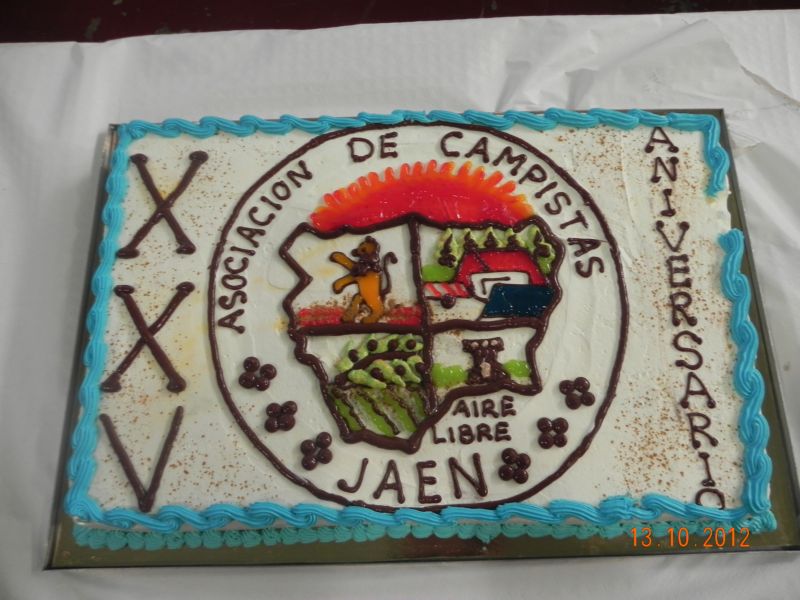 XXV
ASOCIACION DE CAMPISTAS
AIRE
LIBRE
JAEN
ANIVERSARIO
13.10.2012